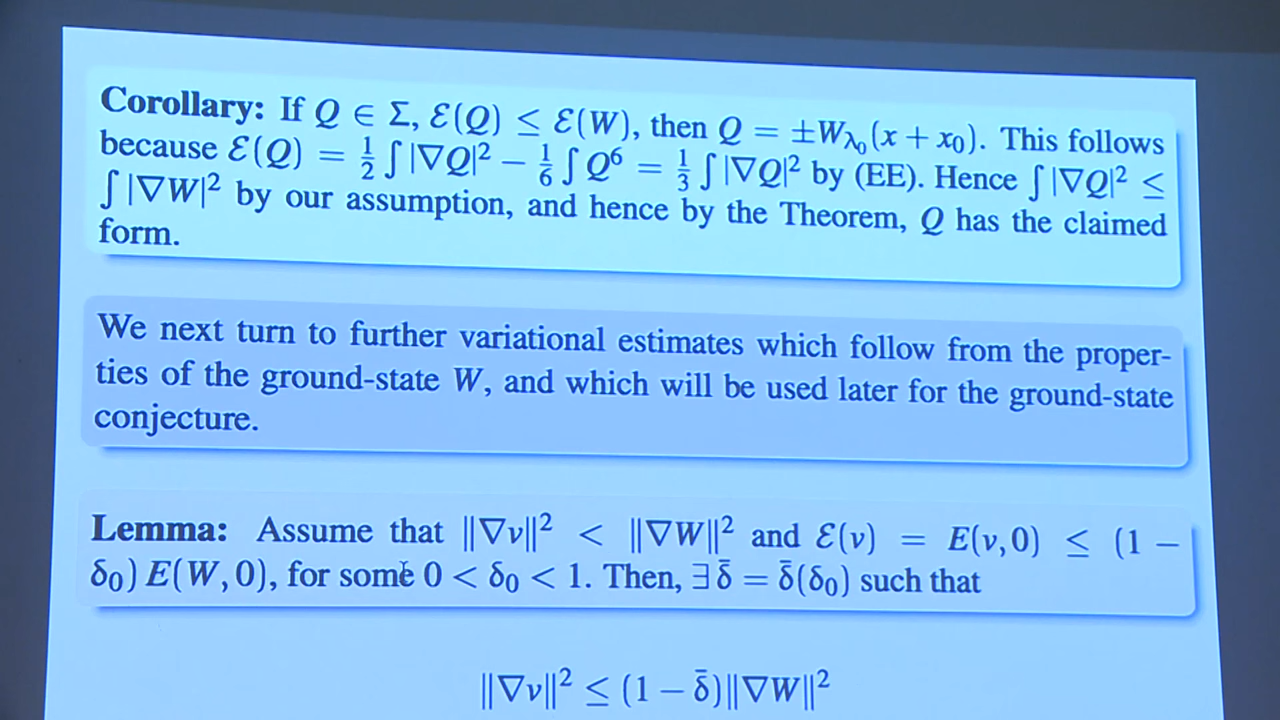 Corollary: If Q ∈ Σ, ℰ(Q) ≤ ℰ(W), then Q = ±W_{λ₀}(x + x₀). This follows
because ℰ(Q) = ½ ∫ |∇Q|² − ⅙ ∫ Q⁶ = ⅓ ∫ |∇Q|² by (EE). Hence ∫ |∇Q|² ≤
∫ |∇W|² by our assumption, and hence by the Theorem, Q has the claimed
form.
We next turn to further variational estimates which follow from the proper-
ties of the ground-state W, and which will be used later for the ground-state
conjecture.
Lemma: Assume that ‖∇v‖² < ‖∇W‖² and ℰ(v) = E(v,0) ≤ (1 −
δ₀) E(W,0), for some 0 < δ₀ < 1. Then, ∃ δ̄ = δ̄(δ₀) such that
‖∇v‖² ≤ (1 − δ̄)‖∇W‖²